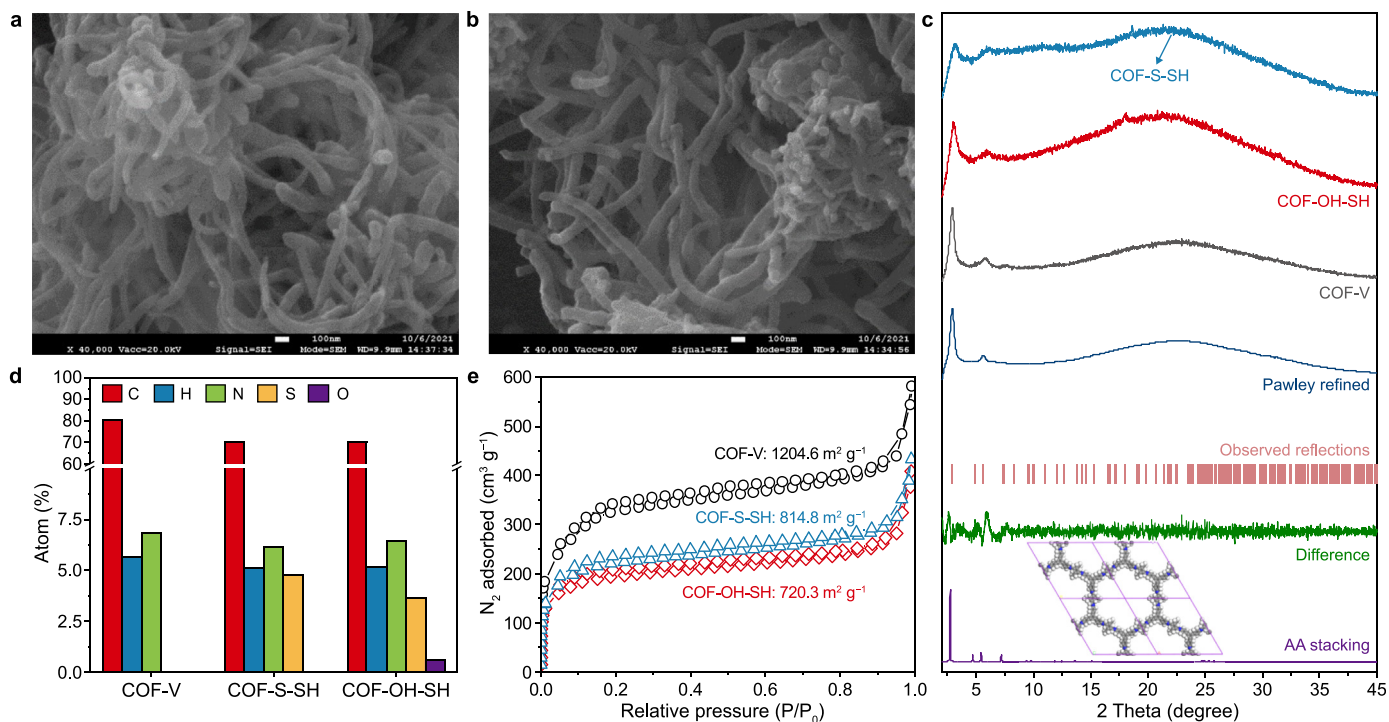 a
b
c
X 40,000 Vacc=20.0kV Signal=SEI 100nm Mode=SEM WD=9.9mm 10/6/2021 14:37:34
X 40,000 Vacc=20.0kV Signal=SEI 100nm Mode=SEM WD=9.9mm 10/6/2021 14:34:56
COF-S-SH
COF-OH-SH
COF-V
Pawley refined
Observed reflections
Difference
AA stacking
5 10 15 20 25 30 35 40 45
2 Theta (degree)
d
100
90
80
70
60
7.5
5.0
2.5
0.0
Atom (%)
C H N S O
COF-V COF-S-SH COF-OH-SH
e
600
500
400
300
200
100
0
N₂ adsorbed (cm³ g⁻¹)
COF-V: 1204.6 m² g⁻¹
COF-S-SH: 814.8 m² g⁻¹
COF-OH-SH: 720.3 m² g⁻¹
0.0 0.2 0.4 0.6 0.8 1.0
Relative pressure (P/P₀)